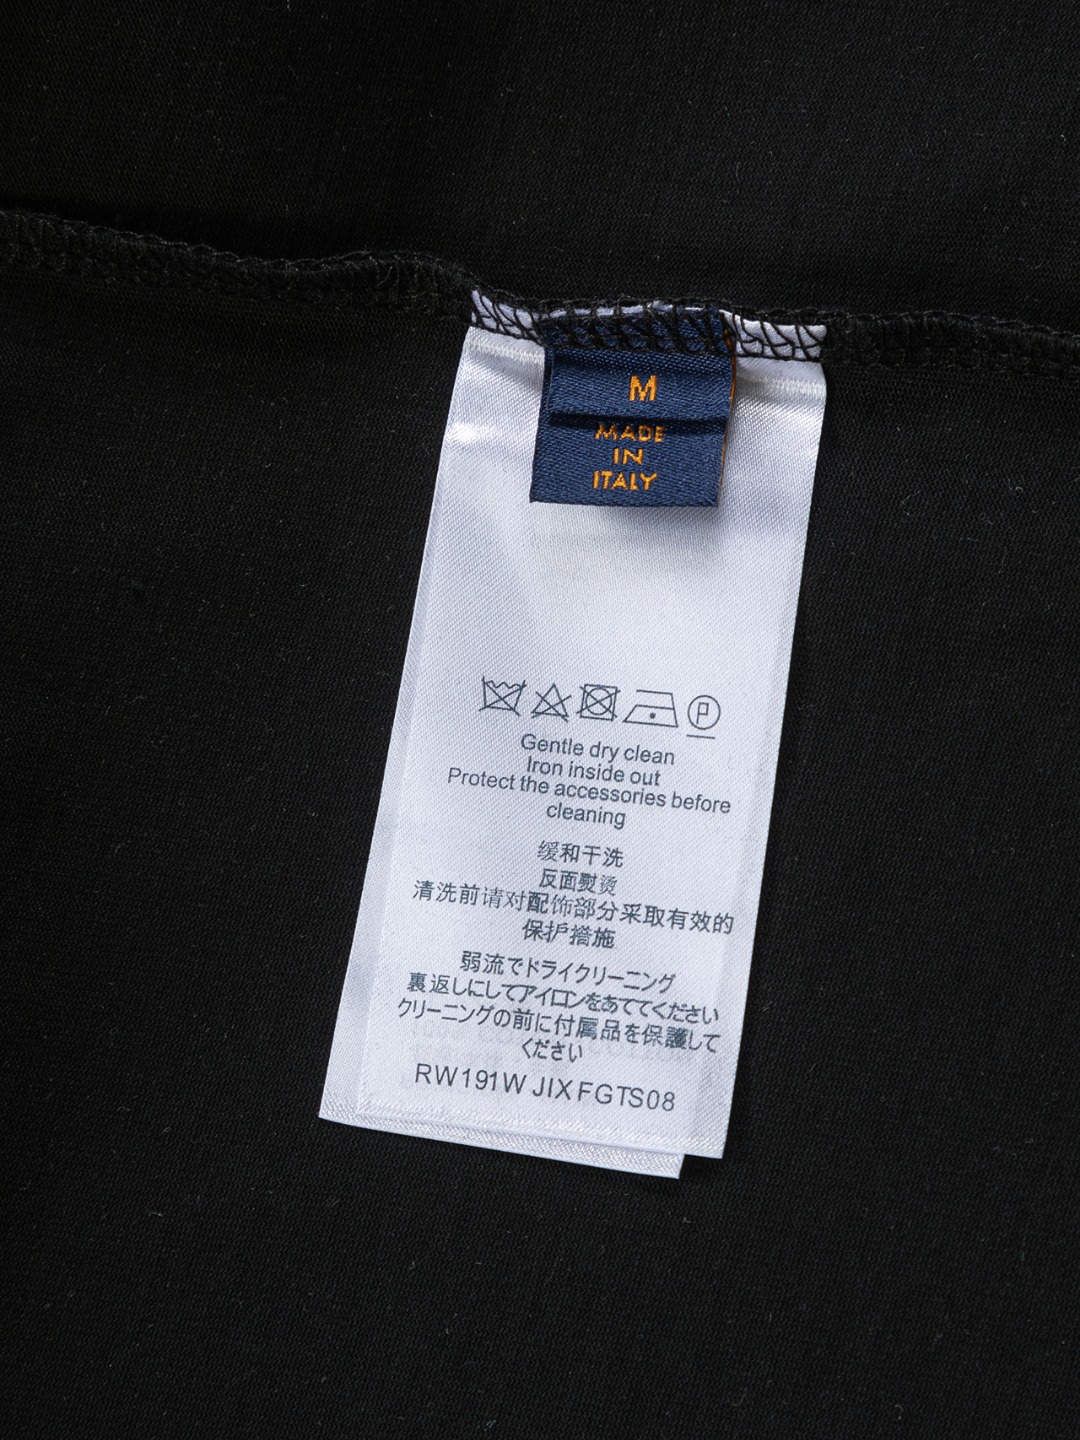 M
MADE
IN
ITALY
P
Gentle dry clean
Iron inside out
Protect the accessories before
cleaning
缓和干洗
反面熨烫
清洗前请对配饰部分采取有效的
保护措施
弱流でドライクリーニング
裏返しにしてアイロンをあててください
クリーニングの前に付属品を保護して
ください
RW191W JIXFGTS08